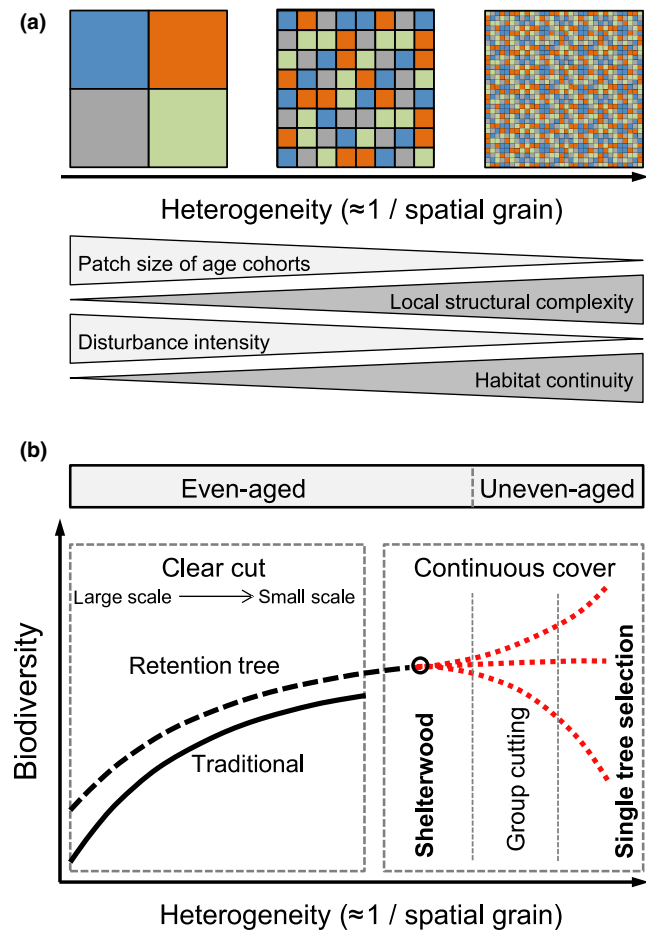 (a)
Heterogeneity (≈1 / spatial grain)
Patch size of age cohorts
Local structural complexity
Disturbance intensity
Habitat continuity
(b)
Even-aged
Uneven-aged
Clear cut
Large scale
Small scale
Continuous cover
Retention tree
Traditional
Shelterwood
Group cutting
Single tree selection
Biodiversity
Heterogeneity (≈1 / spatial grain)